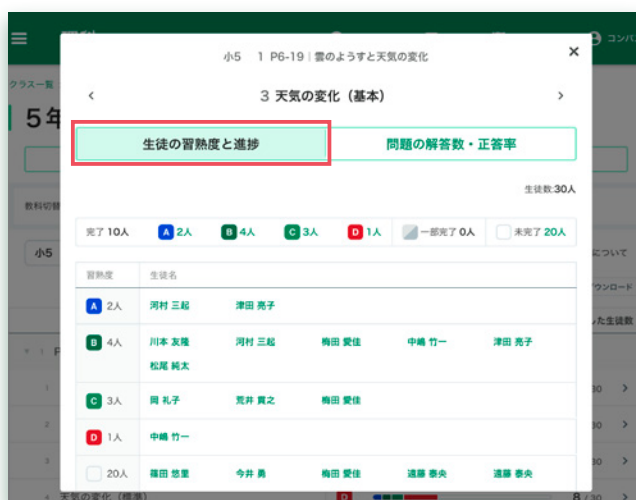 コンパ
小5 1 P6-19｜雲のようすと天気の変化
×
クラス一覧
5年
‹ 3 天気の変化（基本） ›
生徒の習熟度と進捗 問題の解答数・正答率
生徒数:30人
教科切替
完了 10人 A 2人 B 4人 C 3人 D 1人 一部完了 0人 未完了 20人
小5
について
習熟度 生徒名
ダウンロード
A 2人 河村 三起 津田 亮子
した生徒数
B 4人 川本 友隆 河村 三起 梅田 愛佳 中嶋 竹一 津田 亮子
松尾 純太
1 P
1
30 ›
C 3人 岡 礼子 荒井 貫之 梅田 愛佳
2
30 ›
D 1人 中嶋 竹一
3
30 ›
20人 篠田 悠里 今井 勇 梅田 愛佳 遠藤 泰央 遠藤 泰央
4 天気の変化（標準） D 8 / 30 ›